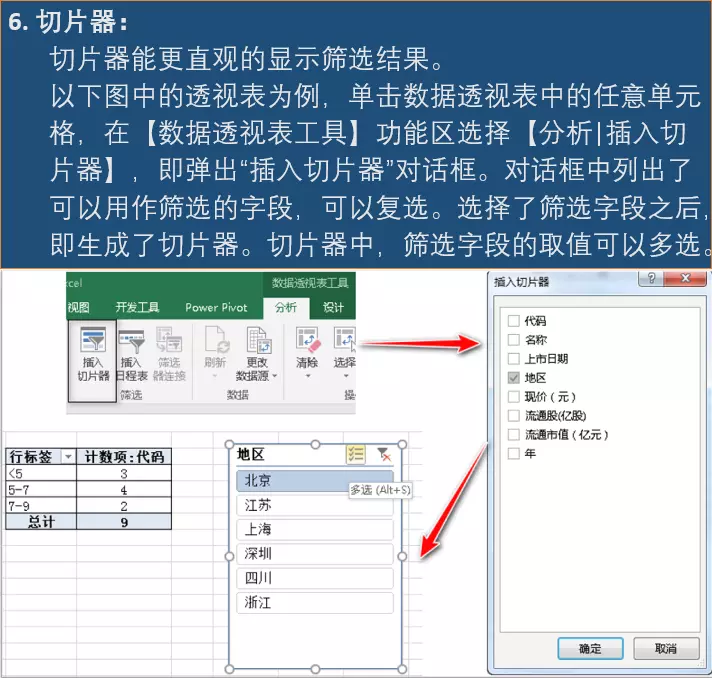 6. 切片器：
切片器能更直观的显示筛选结果。
以下图中的透视表为例，单击数据透视表中的任意单元
格，在【数据透视表工具】功能区选择【分析|插入切
片器】，即弹出“插入切片器”对话框。对话框中列出了
可以用作筛选的字段，可以复选。选择了筛选字段之后，
即生成了切片器。切片器中，筛选字段的取值可以多选。
xcel 数据透视表工具
视图 开发工具 Power Pivot 分析 设计
插入 插入 筛选 刷新 更改 清除 选择
切片器 日程表 器连接 数据源
筛选 数据 操
插入切片器
代码
名称
上市日期
地区
现价（元）
流通股(亿股)
流通市值（亿元）
年
确定 取消
行标签 计数项:代码
<5 3
5-7 4
7-9 2
总计 9
地区
北京
多选 (Alt+S)
江苏
上海
深圳
四川
浙江